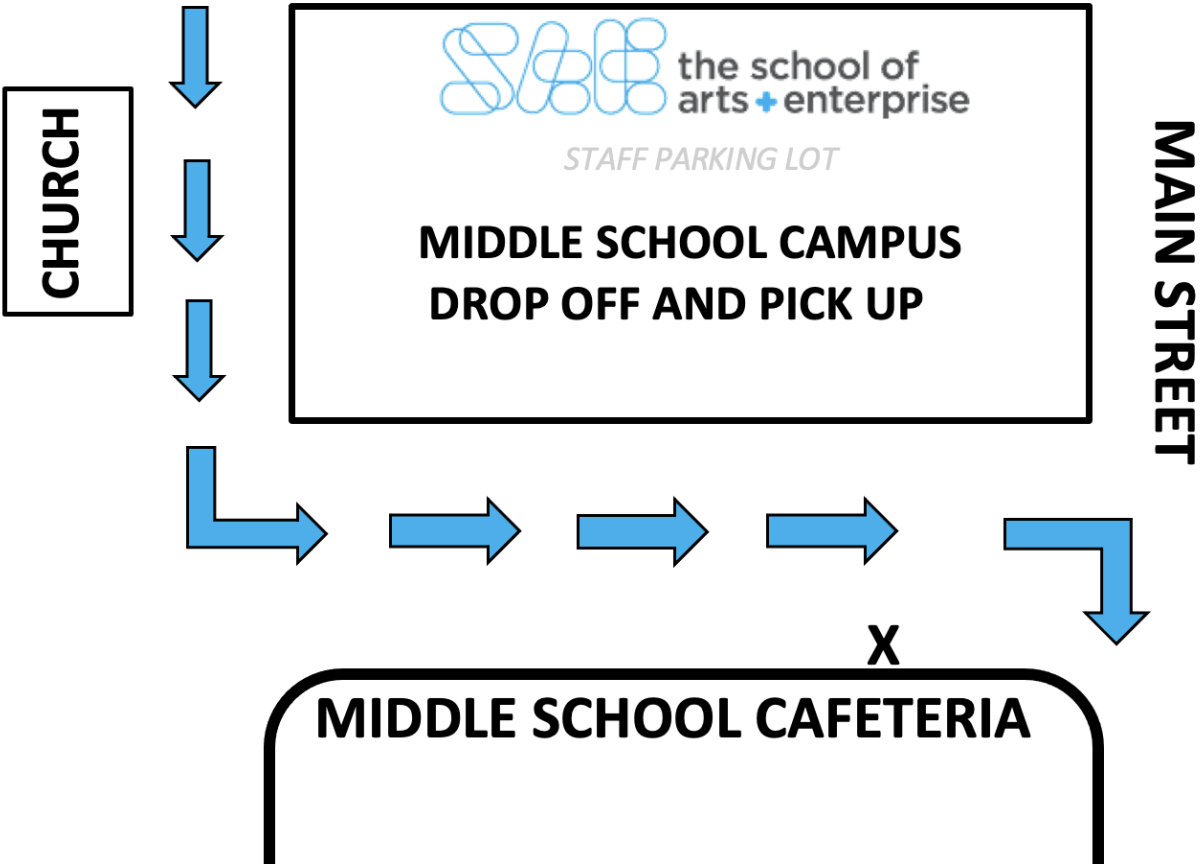 SAE
the school of
arts + enterprise
STAFF PARKING LOT
MIDDLE SCHOOL CAMPUS
DROP OFF AND PICK UP
CHURCH
MAIN STREET
X
MIDDLE SCHOOL CAFETERIA